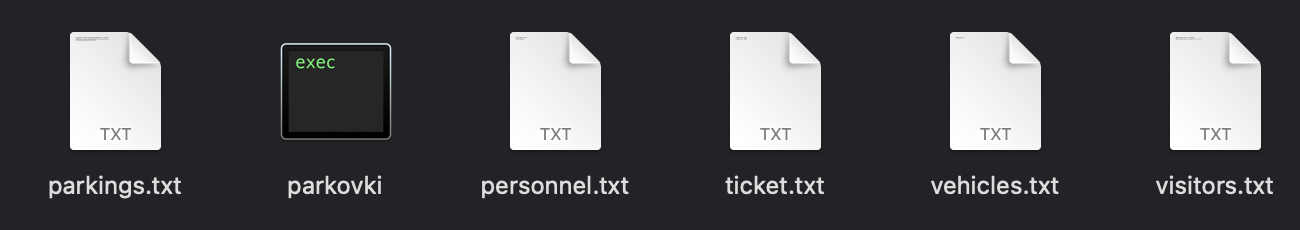 exec
TXT
TXT
TXT
TXT
TXT
parkings.txt
parkovki
personnel.txt
ticket.txt
vehicles.txt
visitors.txt